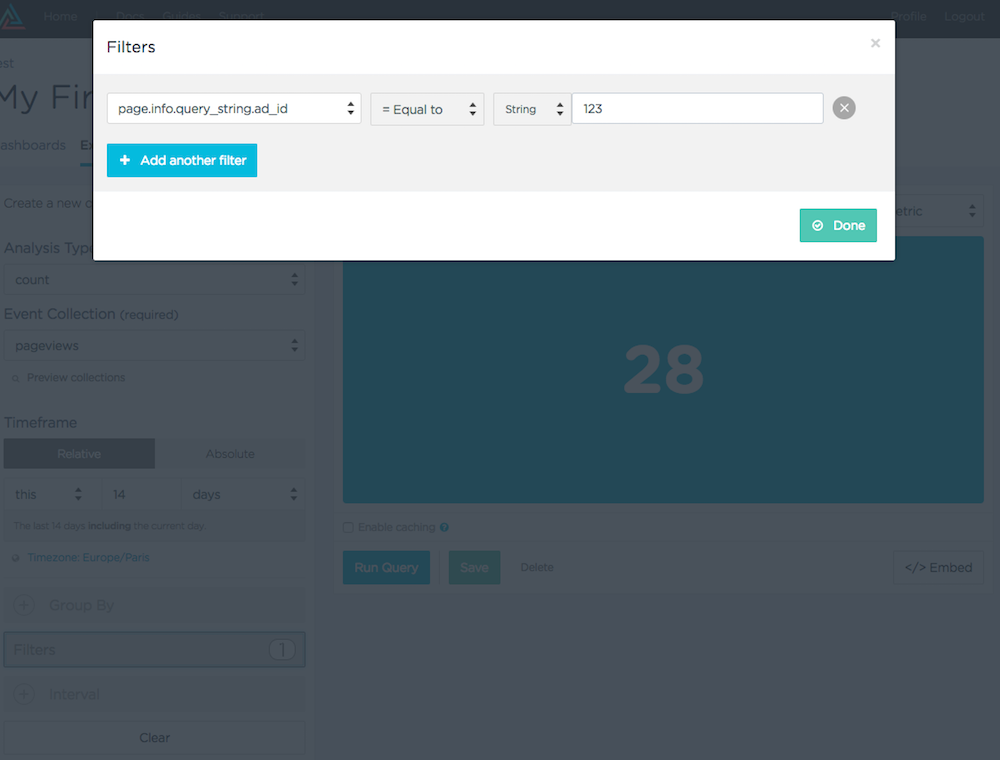 Home Docs Guides Support Profile Logout
Filters
×
page.info.query_string.ad_id = Equal to String 123
+ Add another filter
Done
est
My Fir
ashboards E
Create a new
Analysis Typ
etric
count
Event Collection (required)
pageviews
Preview collections
28
Timeframe
Relative Absolute
this 14 days
The last 14 days including the current day.
Timezone: Europe/Paris
Enable caching ?
Run Query Save Delete </> Embed
+ Group By
Filters 1
+ Interval
Clear